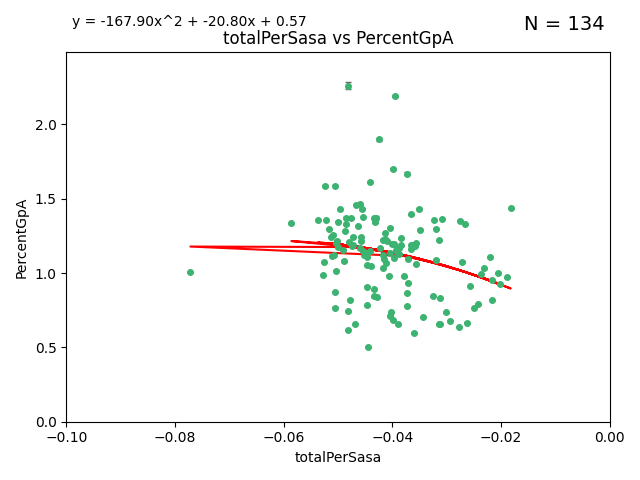 y = -167.90x^2 + -20.80x + 0.57
N = 134
totalPerSasa vs PercentGpA
PercentGpA
2.0
1.5
1.0
0.5
0.0
−0.10
−0.08
−0.06
−0.04
−0.02
0.00
totalPerSasa